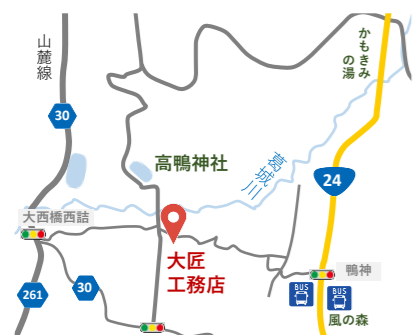 山麓線
かもきみ
の湯
30
高鴨神社
葛城川
24
大西橋西詰
大匠
工務店
鴨神
261
30
BUS
BUS
風の森